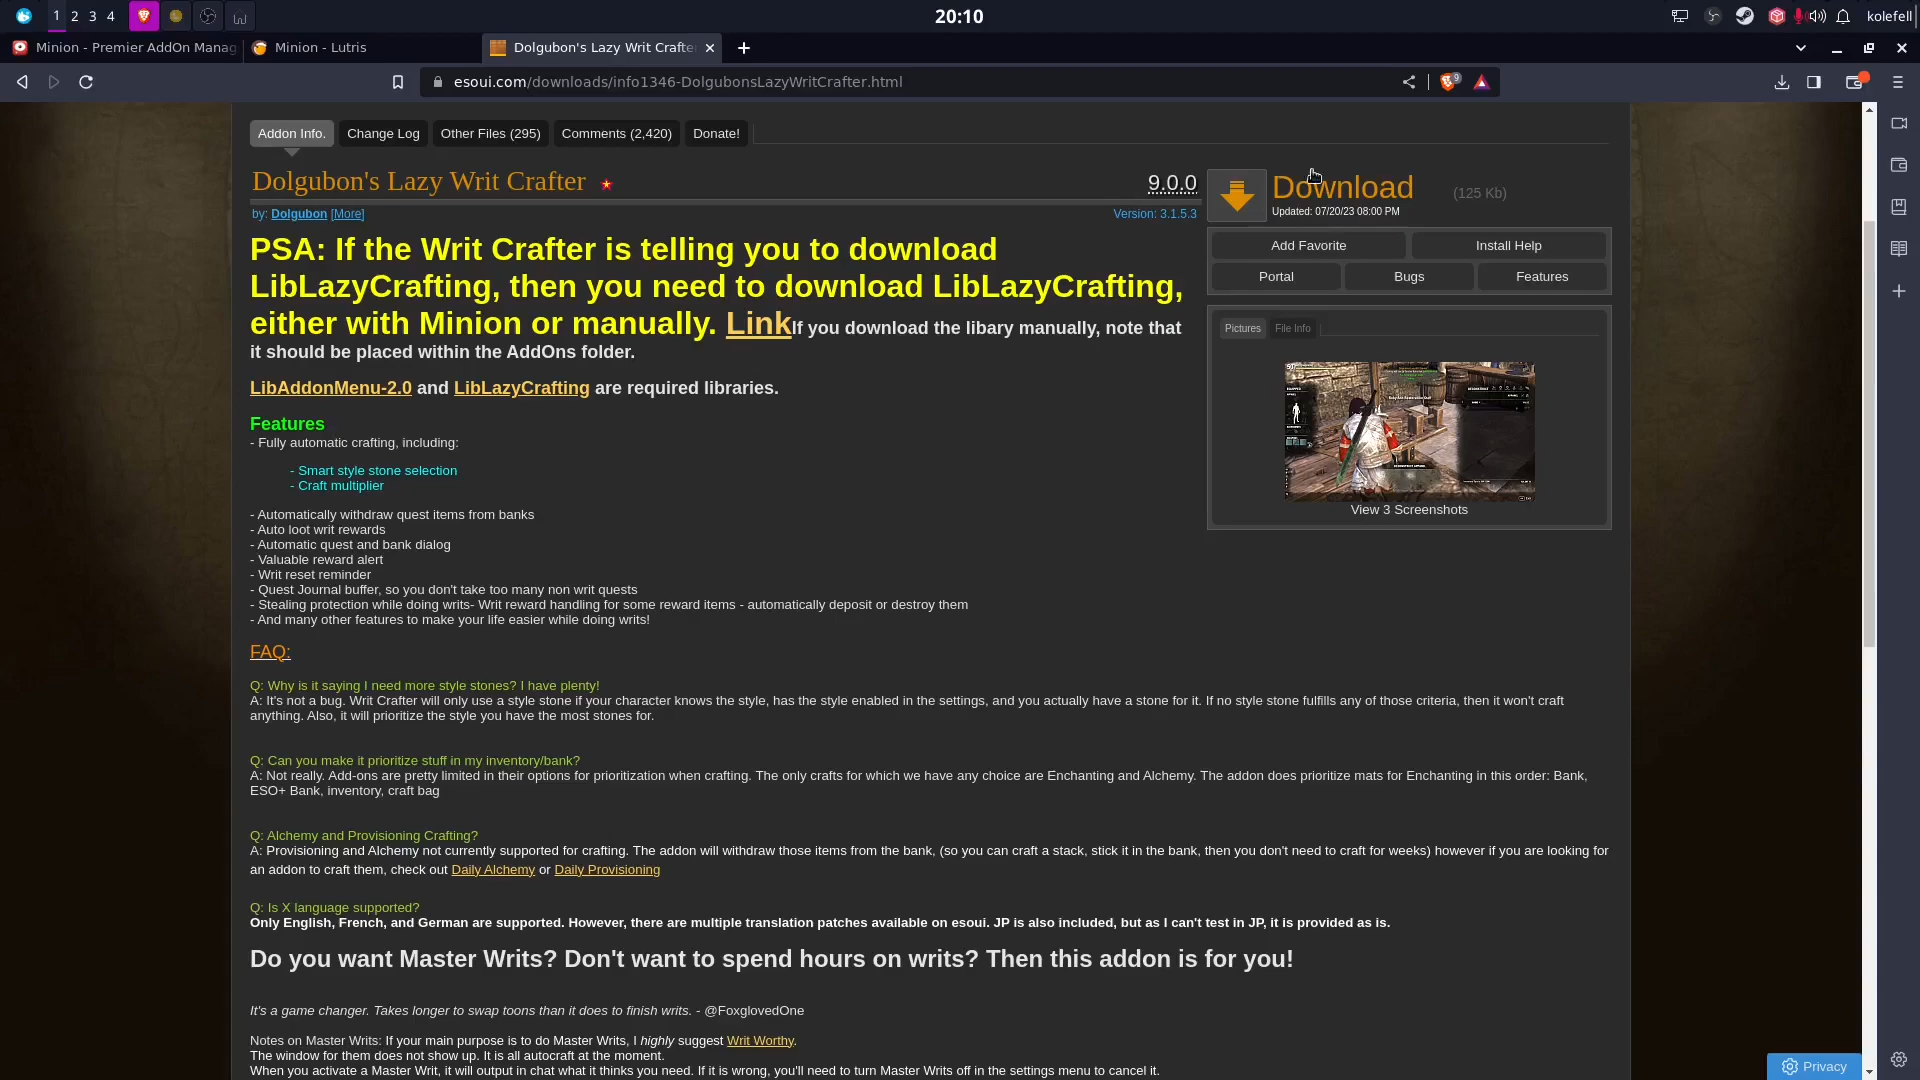 1 2 3 4
20:10
kolefell
Minion - Premier AddOn Manag
Minion - Lutris
Dolgubon's Lazy Writ Crafte
esoui.com/downloads/info1346-DolgubonsLazyWritCrafter.html
9
Addon Info.
Change Log
Other Files (295)
Comments (2,420)
Donate!
Dolgubon's Lazy Writ Crafter
9.0.0
by: Dolgubon [More]
Version: 3.1.5.3
Download
(125 Kb)
Updated: 07/20/23 08:00 PM
Add Favorite
Install Help
Portal
Bugs
Features
Pictures
File Info
View 3 Screenshots
PSA: If the Writ Crafter is telling you to download
LibLazyCrafting, then you need to download LibLazyCrafting,
either with Minion or manually. LinkIf you download the libary manually, note that
it should be placed within the AddOns folder.
LibAddonMenu-2.0 and LibLazyCrafting are required libraries.
Features
- Fully automatic crafting, including:
- Smart style stone selection
- Craft multiplier
- Automatically withdraw quest items from banks
- Auto loot writ rewards
- Automatic quest and bank dialog
- Valuable reward alert
- Writ reset reminder
- Quest Journal buffer, so you don't take too many non writ quests
- Stealing protection while doing writs- Writ reward handling for some reward items - automatically deposit or destroy them
- And many other features to make your life easier while doing writs!
FAQ:
Q: Why is it saying I need more style stones? I have plenty!
A: It's not a bug. Writ Crafter will only use a style stone if your character knows the style, has the style enabled in the settings, and you actually have a stone for it. If no style stone fulfills any of those criteria, then it won't craft
anything. Also, it will prioritize the style you have the most stones for.
Q: Can you make it prioritize stuff in my inventory/bank?
A: Not really. Add-ons are pretty limited in their options for prioritization when crafting. The only crafts for which we have any choice are Enchanting and Alchemy. The addon does prioritize mats for Enchanting in this order: Bank,
ESO+ Bank, inventory, craft bag
Q: Alchemy and Provisioning Crafting?
A: Provisioning and Alchemy not currently supported for crafting. The addon will withdraw those items from the bank, (so you can craft a stack, stick it in the bank, then you don't need to craft for weeks) however if you are looking for
an addon to craft them, check out Daily Alchemy or Daily Provisioning
Q: Is X language supported?
Only English, French, and German are supported. However, there are multiple translation patches available on esoui. JP is also included, but as I can't test in JP, it is provided as is.
Do you want Master Writs? Don't want to spend hours on writs? Then this addon is for you!
It's a game changer. Takes longer to swap toons than it does to finish writs. - @FoxglovedOne
Notes on Master Writs: If your main purpose is to do Master Writs, I highly suggest Writ Worthy.
The window for them does not show up. It is all autocraft at the moment.
When you activate a Master Writ, it will output in chat what it thinks you need. If it is wrong, you'll need to turn Master Writs off in the settings menu to cancel it.
Privacy